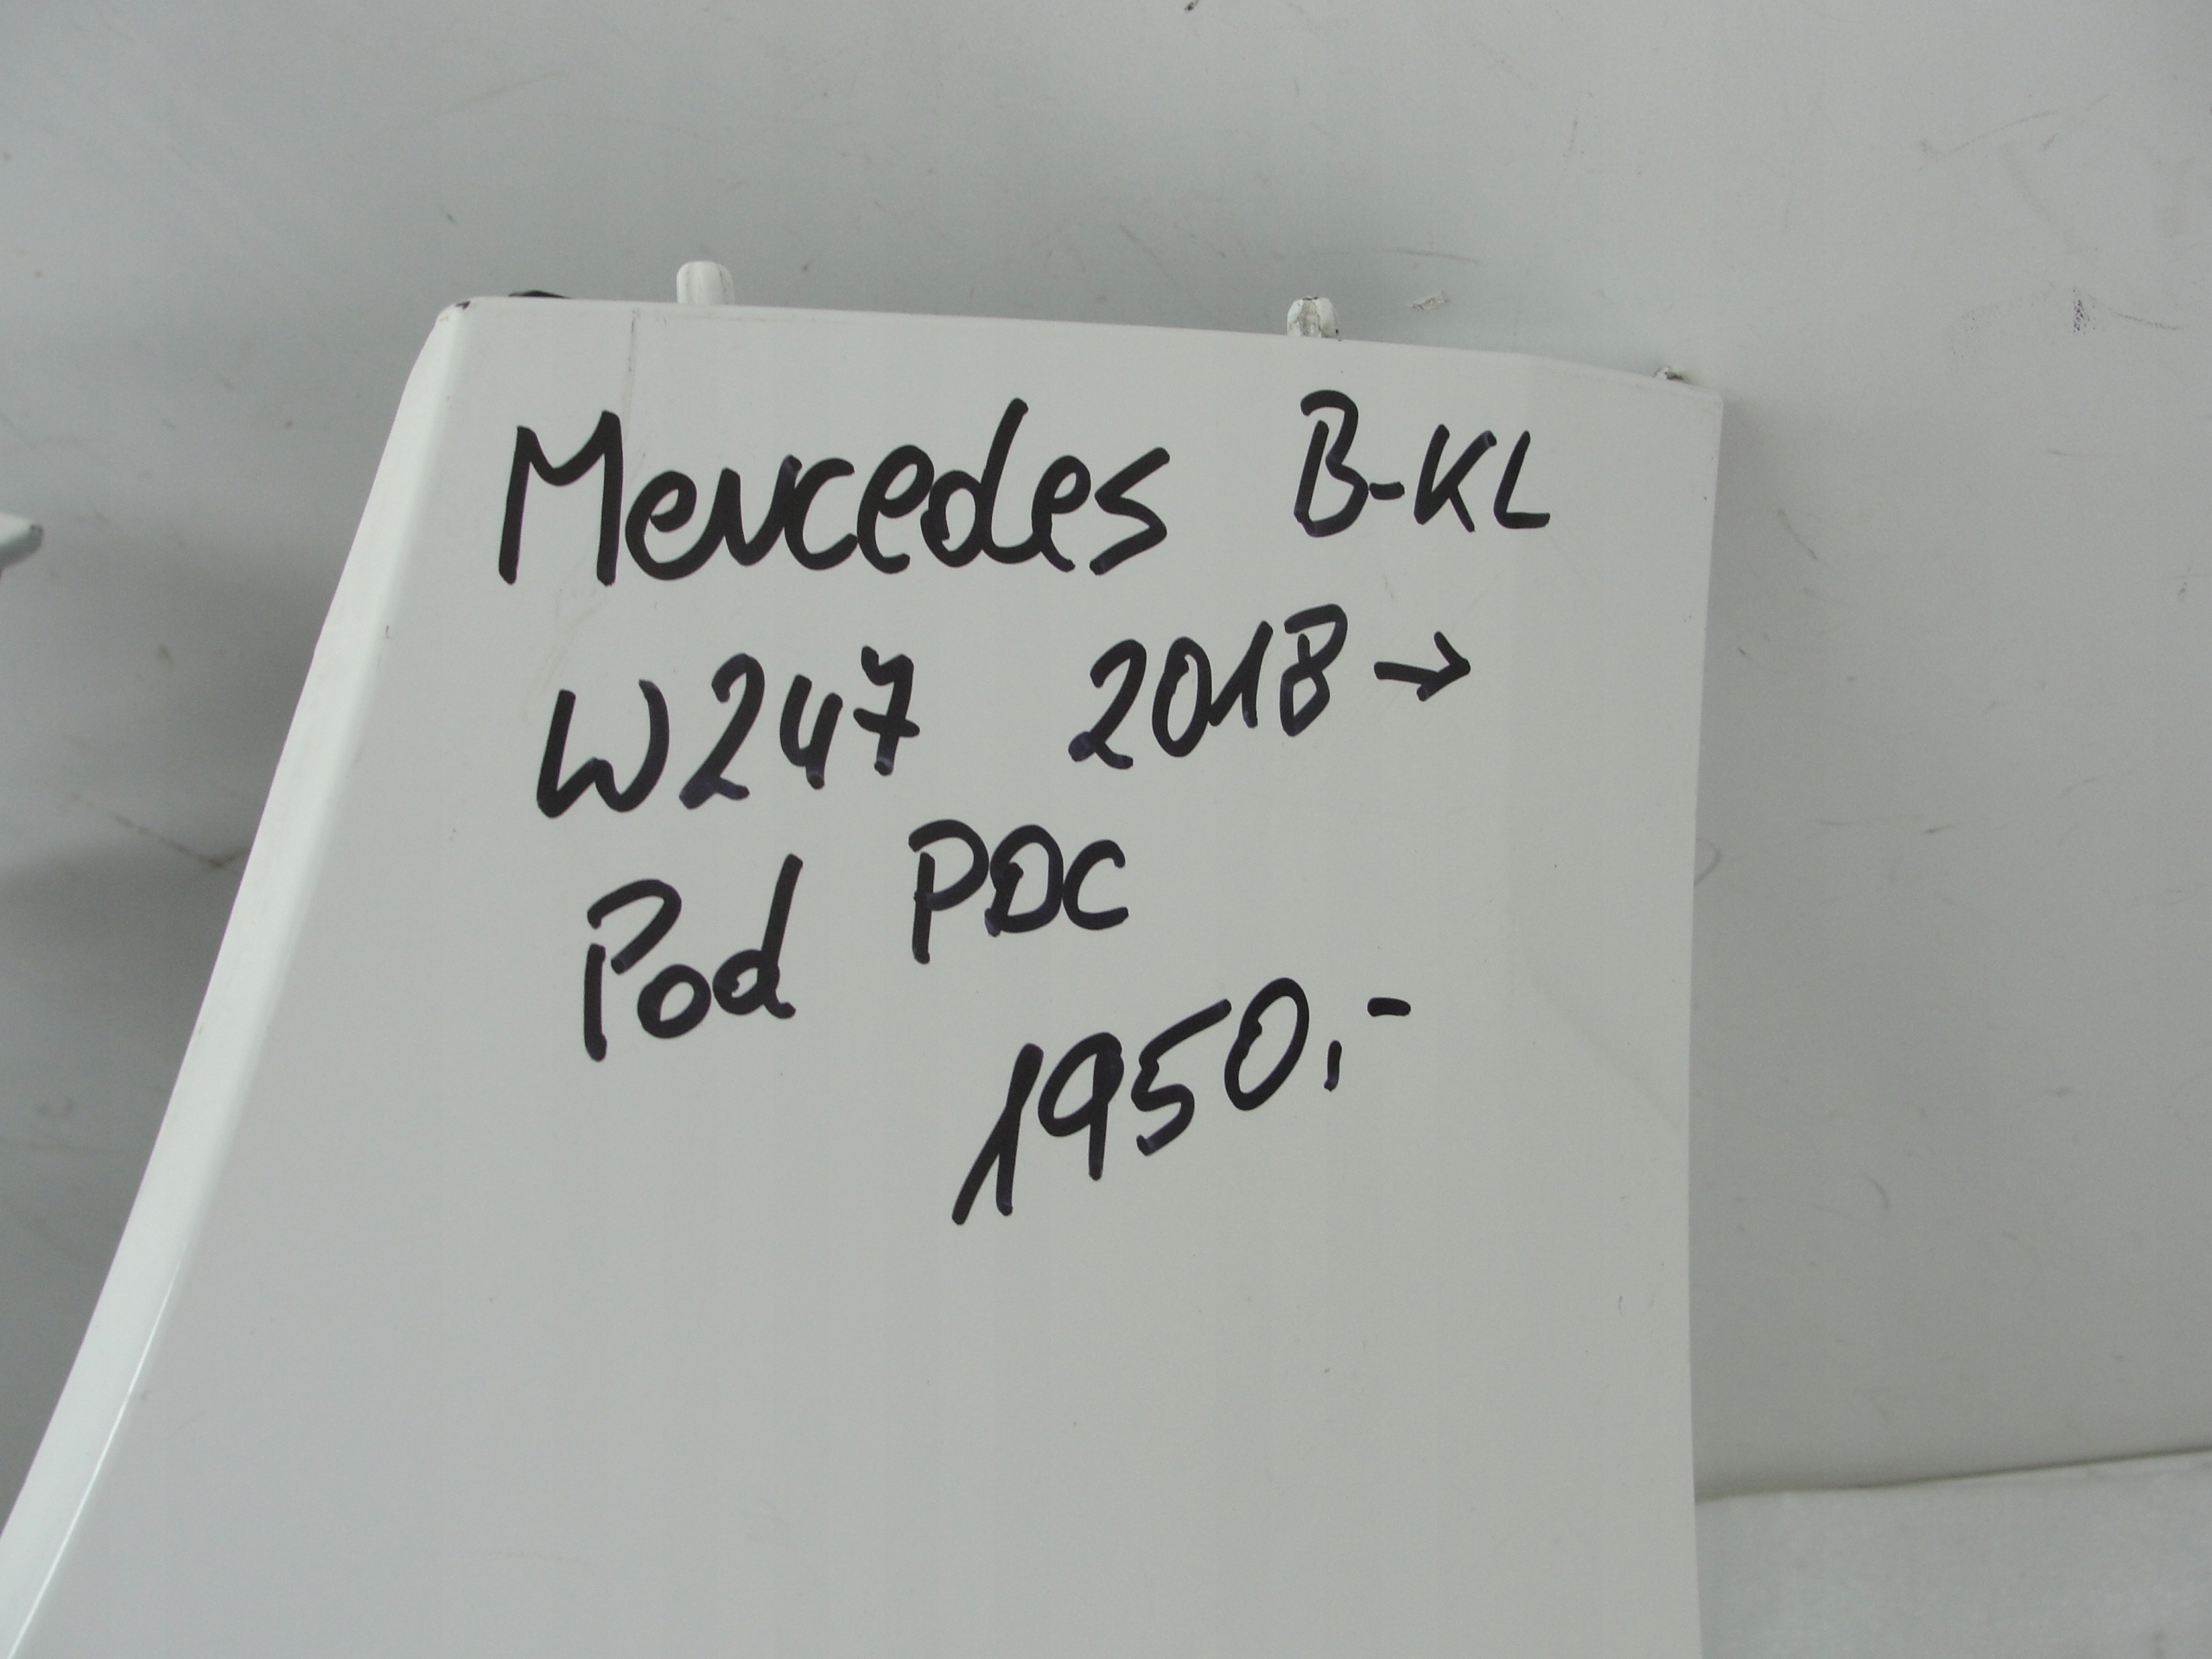 Mercedes B-KL
W247 2018→
Pod PDC
1950,-